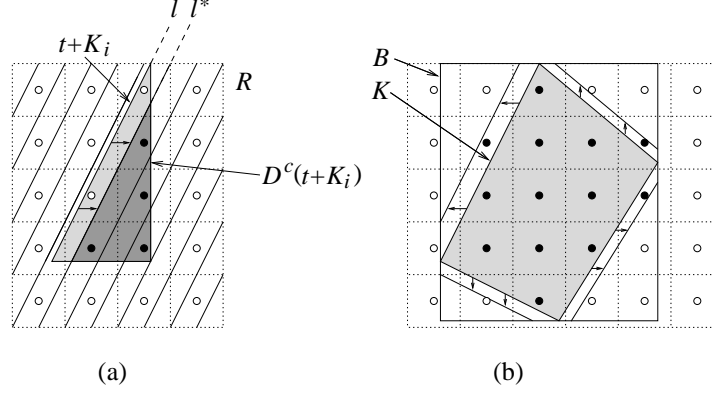 l l*
t+K_i
R
B
K
D^c(t+K_i)
(a) (b)